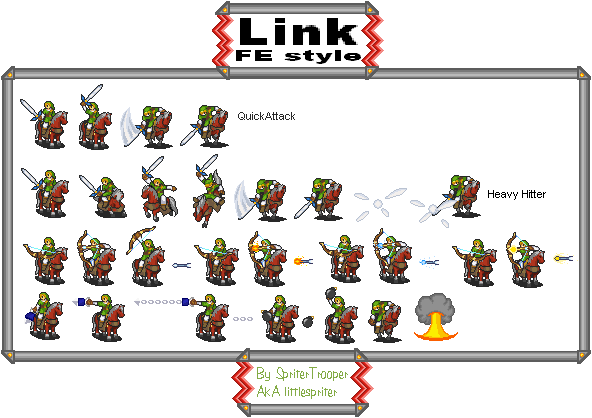 Link
FE style
QuickAttack
Heavy Hitter
By SpriterTrooper
AKA littlespriter